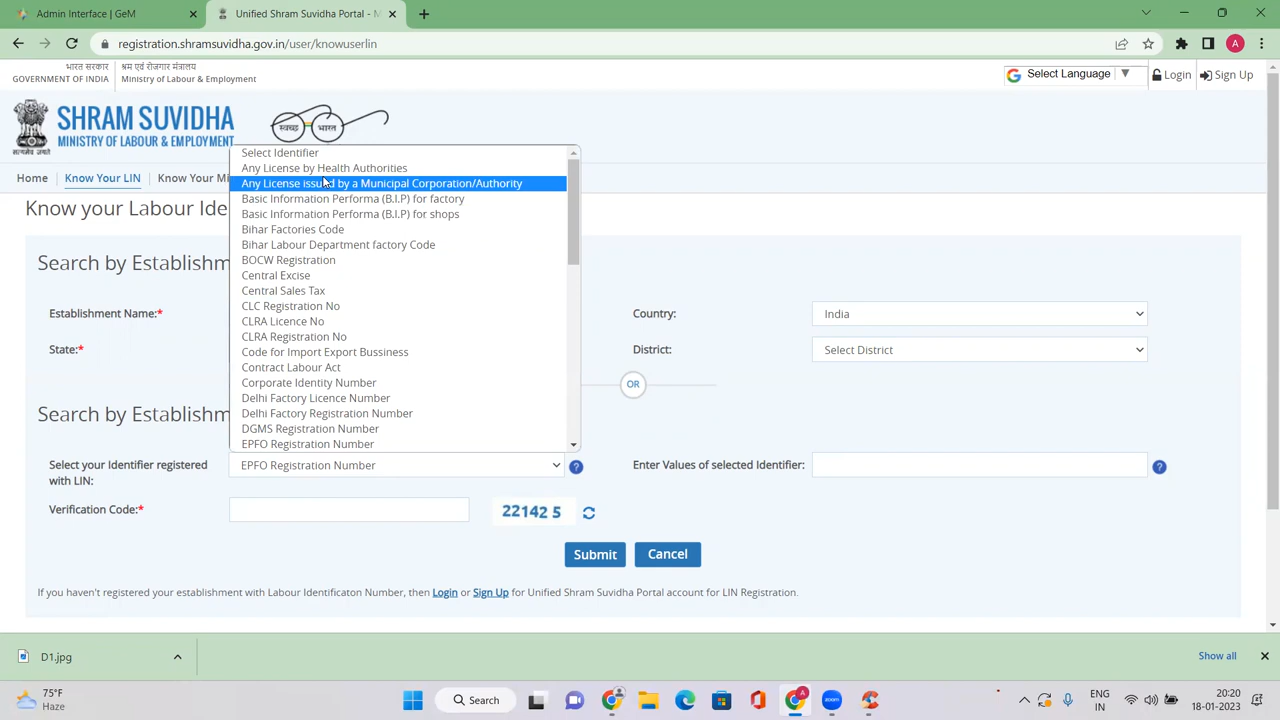 Admin Interface | GeM
Unified Shram Suvidha Portal - M
registration.shramsuvidha.gov.in/user/knowuserlin
A
भारत सरकार
GOVERNMENT OF INDIA
श्रम एवं रोजगार मंत्रालय
Ministry of Labour & Employment
G Select Language ▼
Login
Sign Up
सत्यमेव जयते
SHRAM SUVIDHA
MINISTRY OF LABOUR & EMPLOYMENT
स्वच्छ भारत
Home
Know Your LIN
Know Your Mi
Know your Labour Ide
Select Identifier
Any License by Health Authorities
Any License issued by a Municipal Corporation/Authority
Basic Information Performa (B.I.P) for factory
Basic Information Performa (B.I.P) for shops
Bihar Factories Code
Bihar Labour Department factory Code
BOCW Registration
Central Excise
Central Sales Tax
CLC Registration No
CLRA Licence No
CLRA Registration No
Code for Import Export Bussiness
Contract Labour Act
Corporate Identity Number
Delhi Factory Licence Number
Delhi Factory Registration Number
DGMS Registration Number
EPFO Registration Number
Search by Establishm
Establishment Name:*
Country:
India
State:*
District:
Select District
OR
Search by Establishm
Select your Identifier registered
with LIN:
EPFO Registration Number
?
Enter Values of selected Identifier:
?
Verification Code:*
22142 5
Submit
Cancel
If you haven't registered your establishment with Labour Identificaton Number, then Login or Sign Up for Unified Shram Suvidha Portal account for LIN Registration.
D1.jpg
Show all
75°F
Haze
Search
A
zoom
ENG
IN
20:20
18-01-2023